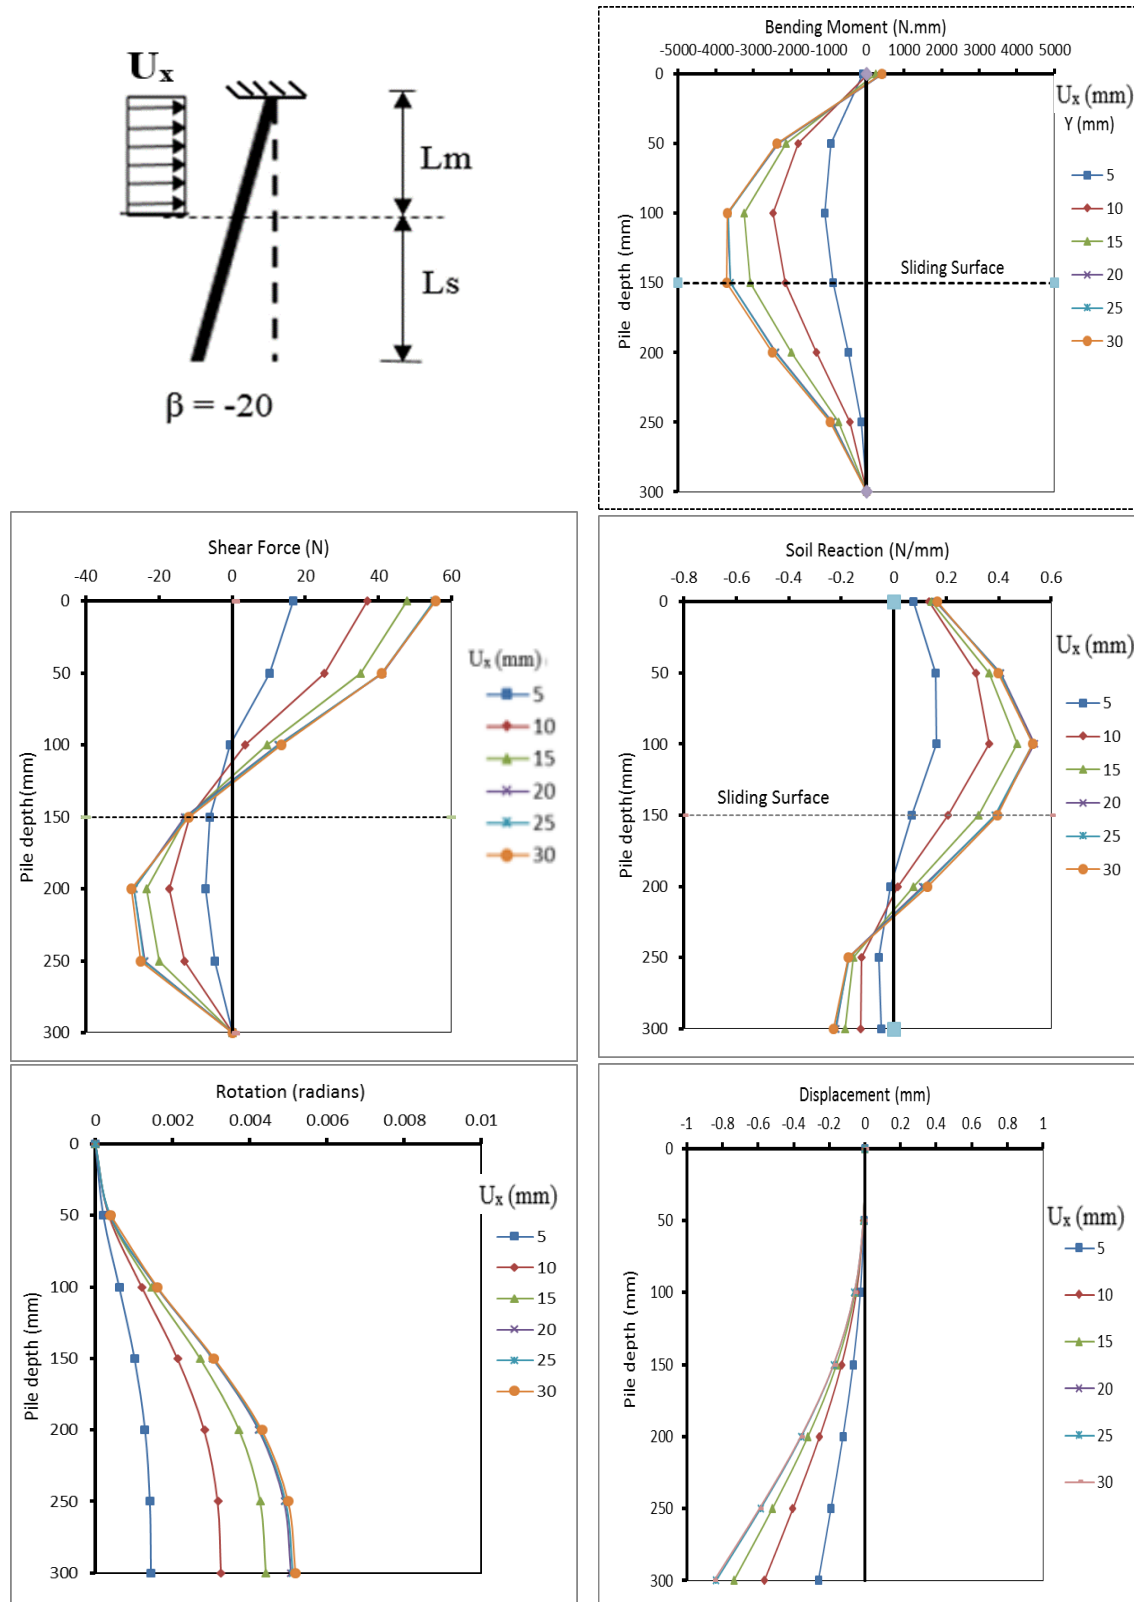 Uₓ
Lm
Ls
β = -20
Bending Moment (N.mm)
-5000 -4000 -3000 -2000 -1000 0 1000 2000 3000 4000 5000
0
50
100
150
200
250
300
Pile depth (mm)
Sliding Surface
Uₓ (mm)
Y (mm)
5
10
15
20
25
30
Shear Force (N)
-40 -20 0 20 40 60
0
50
100
150
200
250
300
Pile depth(mm)
Uₓ (mm)
5
10
15
20
25
30
Soil Reaction (N/mm)
-0.8 -0.6 -0.4 -0.2 0 0.2 0.4 0.6
0
50
100
150
200
250
300
Pile depth(mm)
Sliding Surface
Uₓ (mm)
5
10
15
20
25
30
Rotation (radians)
0 0.002 0.004 0.006 0.008 0.01
0
50
100
150
200
250
300
Pile depth (mm)
Uₓ (mm)
5
10
15
20
25
30
Displacement (mm)
-1 -0.8 -0.6 -0.4 -0.2 0 0.2 0.4 0.6 0.8 1
0
50
100
150
200
250
300
Pile depth (mm)
Uₓ (mm)
5
10
15
20
25
30